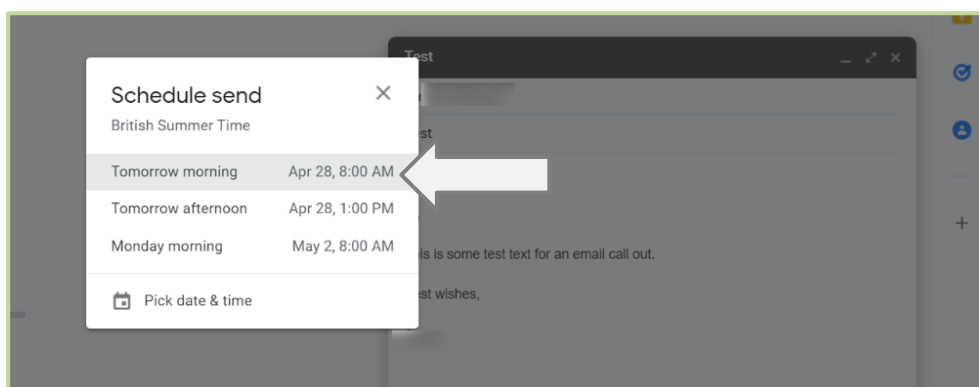 Test
Schedule send
British Summer Time
Tomorrow morning Apr 28, 8:00 AM
Tomorrow afternoon Apr 28, 1:00 PM
Monday morning May 2, 8:00 AM
is is some test text for an email call out.
est wishes,
Pick date & time